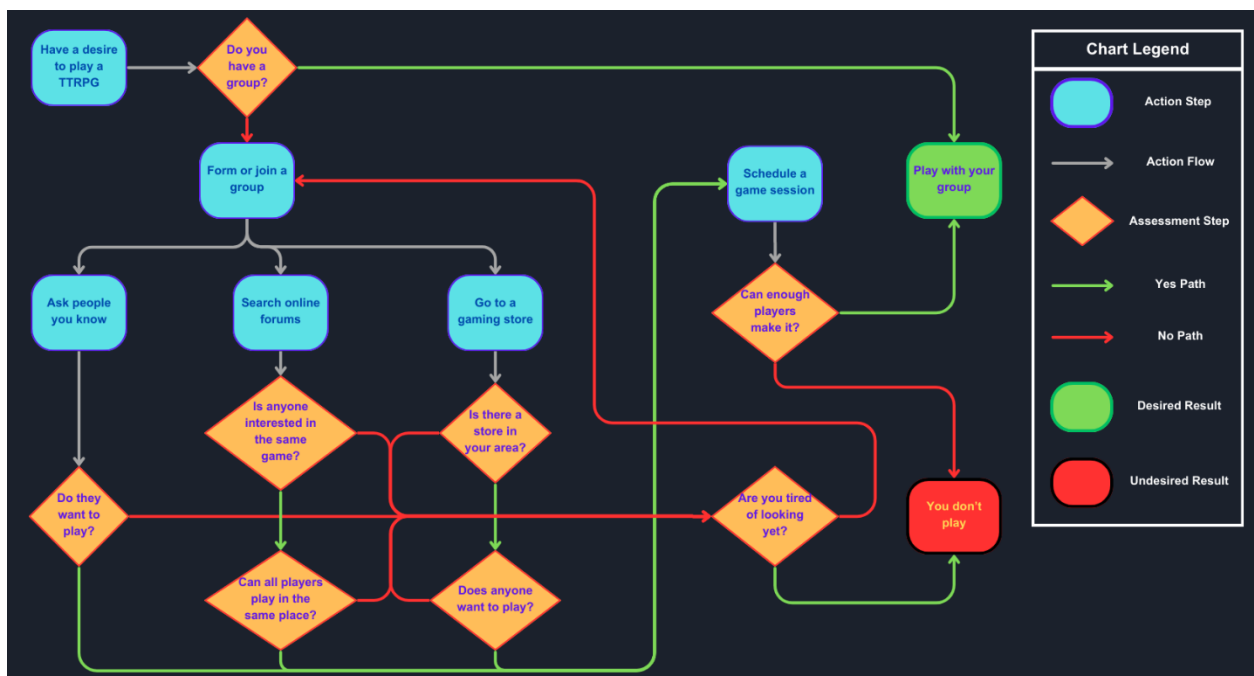 Have a desire
to play a
TTRPG
Do you
have a
group?
Form or join a
group
Schedule a
game session
Play with your
group
Ask people
you know
Search online
forums
Go to a
gaming store
Can enough
players
make it?
Is anyone
interested in
the same
game?
Is there a
store in
your area?
Do they
want to
play?
Are you tired
of looking
yet?
You don't
play
Can all players
play in the
same place?
Does anyone
want to play?
Chart Legend
Action Step
Action Flow
Assessment Step
Yes Path
No Path
Desired Result
Undesired Result